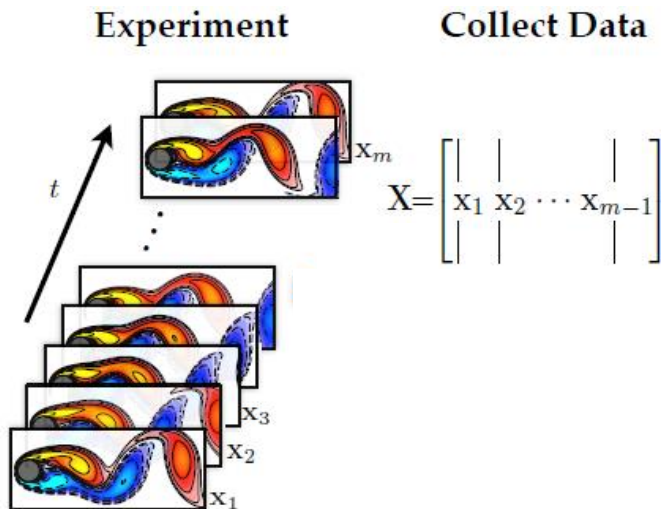 Experiment
Collect Data
t
x_m
X= [x_1 x_2 ⋯ x_{m−1}]
x_3
x_2
x_1